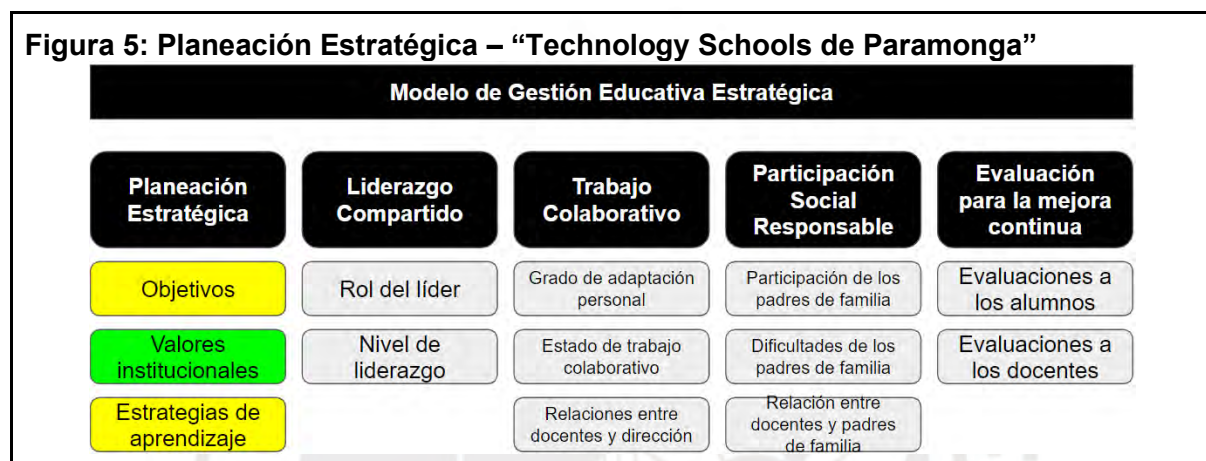 Figura 5: Planeación Estratégica – “Technology Schools de Paramonga”
Modelo de Gestión Educativa Estratégica
Planeación
Estratégica
Liderazgo
Compartido
Trabajo
Colaborativo
Participación
Social
Responsable
Evaluación
para la mejora
continua
Objetivos
Rol del líder
Grado de adaptación
personal
Participación de los
padres de familia
Evaluaciones a
los alumnos
Valores
institucionales
Nivel de
liderazgo
Estado de trabajo
colaborativo
Dificultades de los
padres de familia
Evaluaciones a
los docentes
Estrategias de
aprendizaje
Relaciones entre
docentes y dirección
Relación entre
docentes y padres
de familia